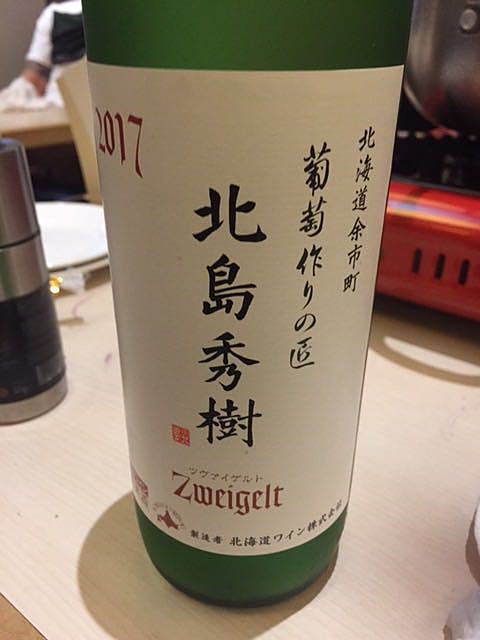 2017
北海道余市町
葡萄作りの匠
北島秀樹
ツヴァイゲルト
Zweigelt
製造者 北海道ワイン株式会社